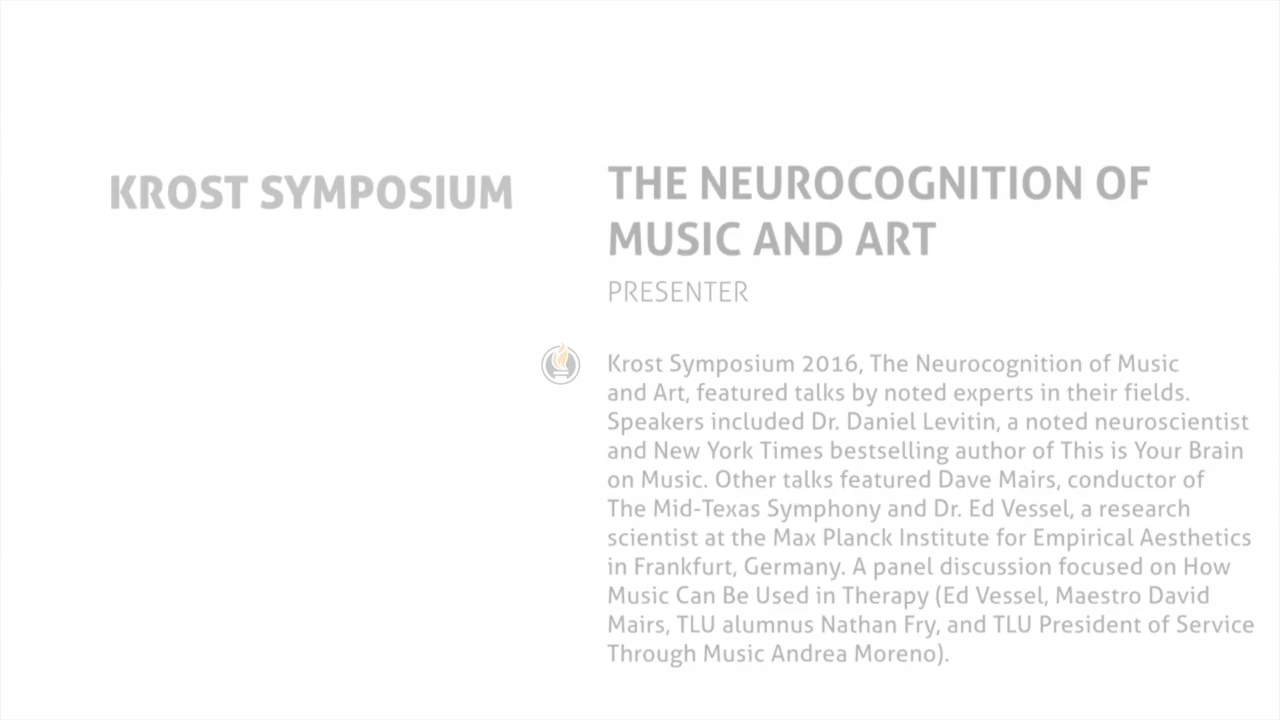 KROST SYMPOSIUM
THE NEUROCOGNITION OF
MUSIC AND ART
PRESENTER
Krost Symposium 2016, The Neurocognition of Music
and Art, featured talks by noted experts in their fields.
Speakers included Dr. Daniel Levitin, a noted neuroscientist
and New York Times bestselling author of This is Your Brain
on Music. Other talks featured Dave Mairs, conductor of
The Mid-Texas Symphony and Dr. Ed Vessel, a research
scientist at the Max Planck Institute for Empirical Aesthetics
in Frankfurt, Germany. A panel discussion focused on How
Music Can Be Used in Therapy (Ed Vessel, Maestro David
Mairs, TLU alumnus Nathan Fry, and TLU President of Service
Through Music Andrea Moreno).